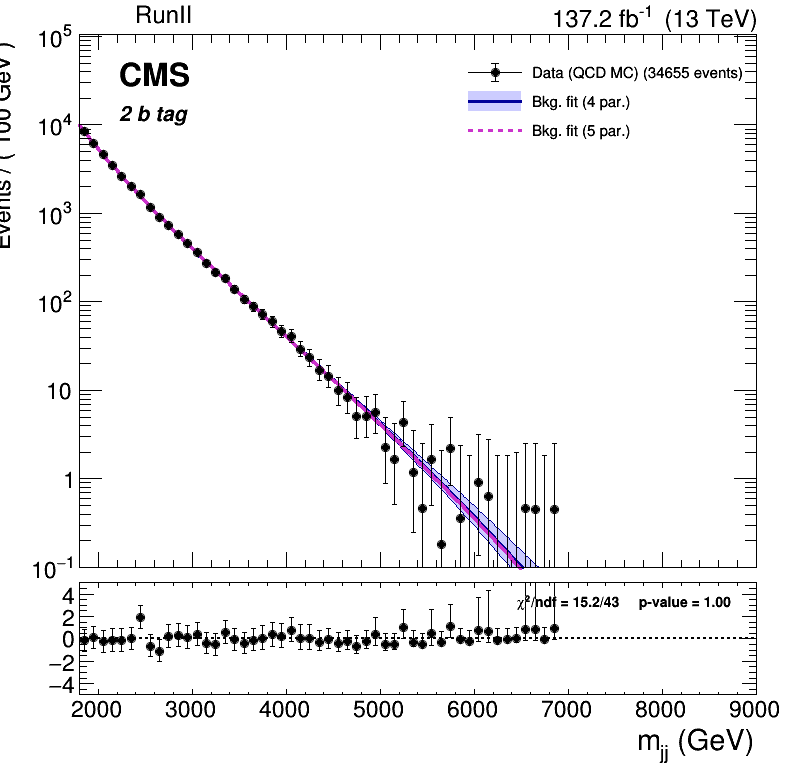 RunII
137.2 fb⁻¹ (13 TeV)
10⁵
10⁴
10³
10²
10
1
10⁻¹
Events / ( 100 GeV )
CMS
2 b tag
Data (QCD MC) (34655 events)
Bkg. fit (4 par.)
Bkg. fit (5 par.)
4
2
0
−2
−4
χ²/ndf = 15.2/43 p-value = 1.00
2000 3000 4000 5000 6000 7000 8000 9000
m_jj (GeV)